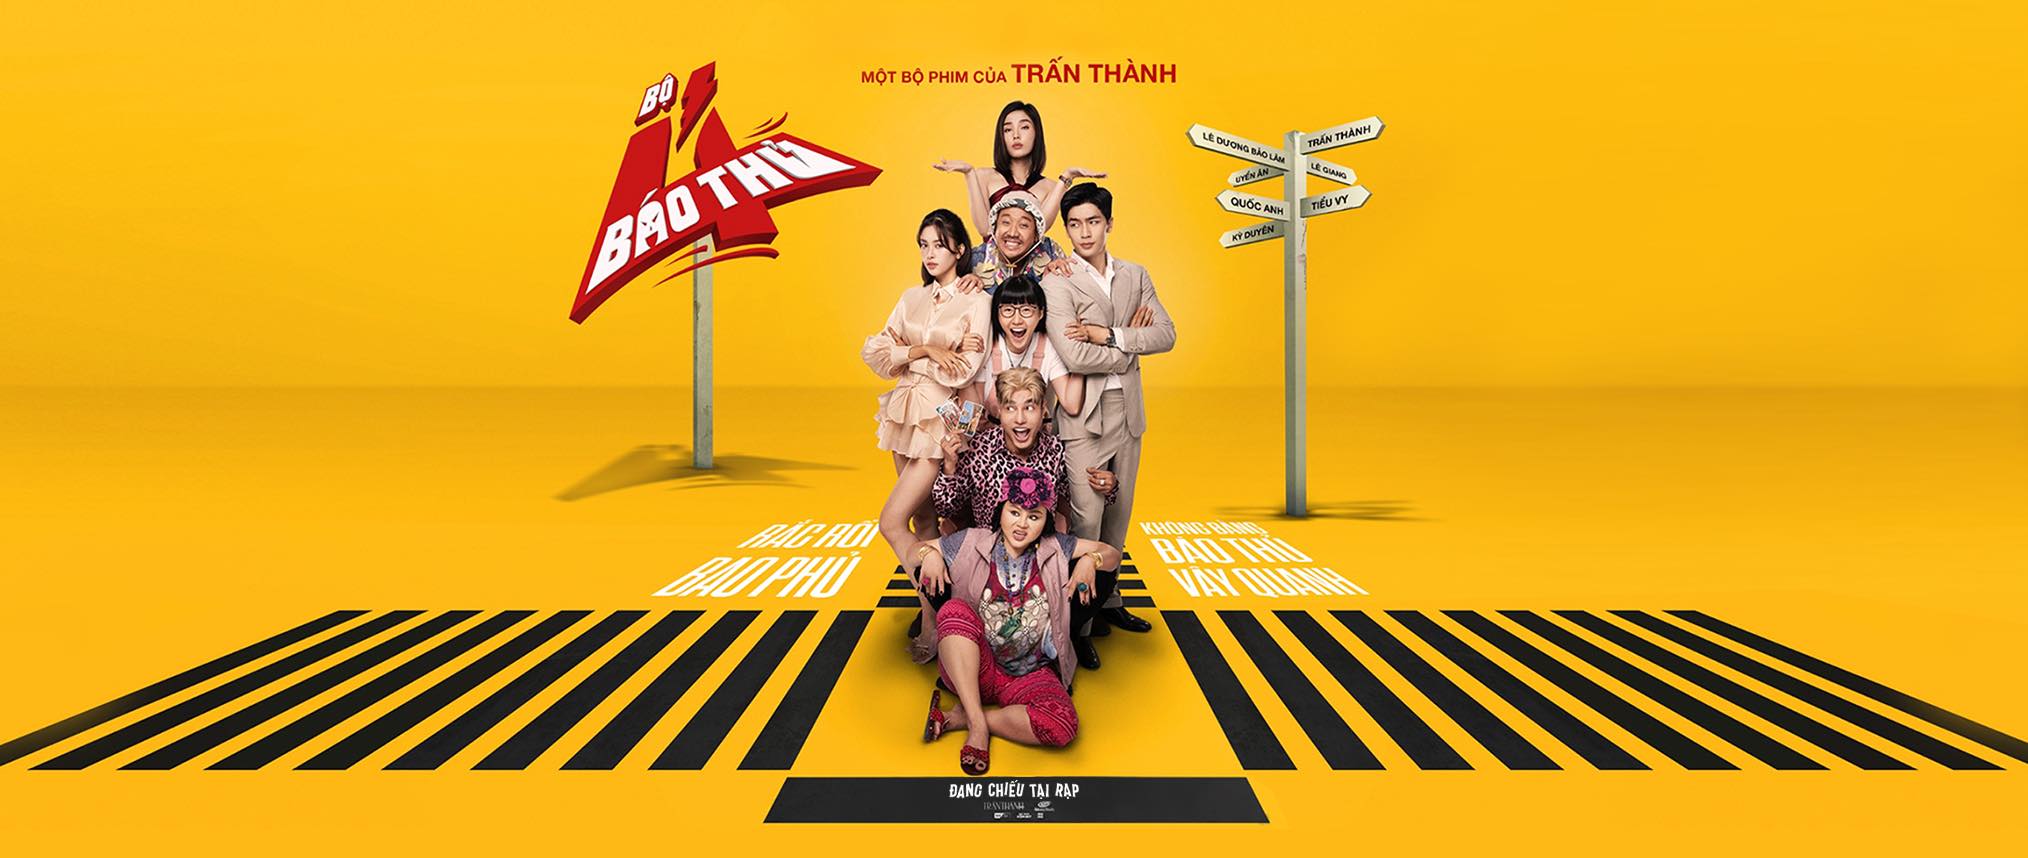 MỘT BỘ PHIM CỦA TRẤN THÀNH
BỘ
4
BÁO THỦ
LÊ DƯƠNG BẢO LÂM
TRẤN THÀNH
UYỂN ÂN
LÊ GIANG
QUỐC ANH
TIỂU VY
KỲ DUYÊN
RẮC RỐI
BAO PHỦ
KHÔNG BẰNG
BÁO THỦ
VÂY QUANH
ĐANG CHIẾU TẠI RẠP
TRẤN THÀNH